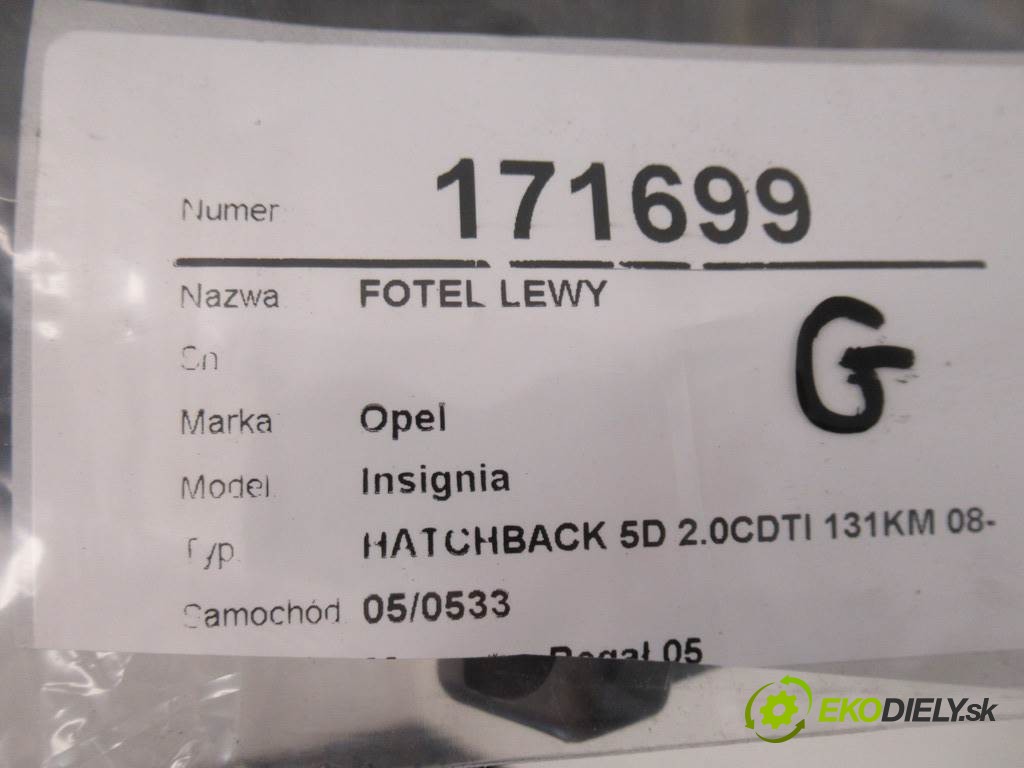 Numer 171699
Nazwa FOTEL LEWY
G
Sn
Marka Opel
Model Insignia
Typ HATCHBACK 5D 2.0CDTI 131KM 08-
Samochód 05/0533
Regał 05
EKODIELY.sk